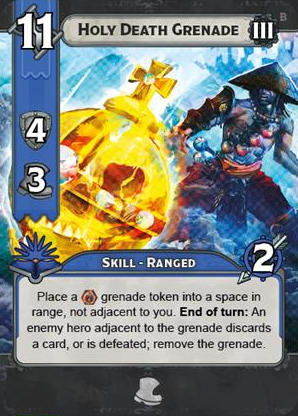 11
HOLY DEATH GRENADE
III
B
4
3
SKILL - RANGED
2
Place a grenade token into a space in
range, not adjacent to you. End of turn: An
enemy hero adjacent to the grenade discards
a card, or is defeated; remove the grenade.